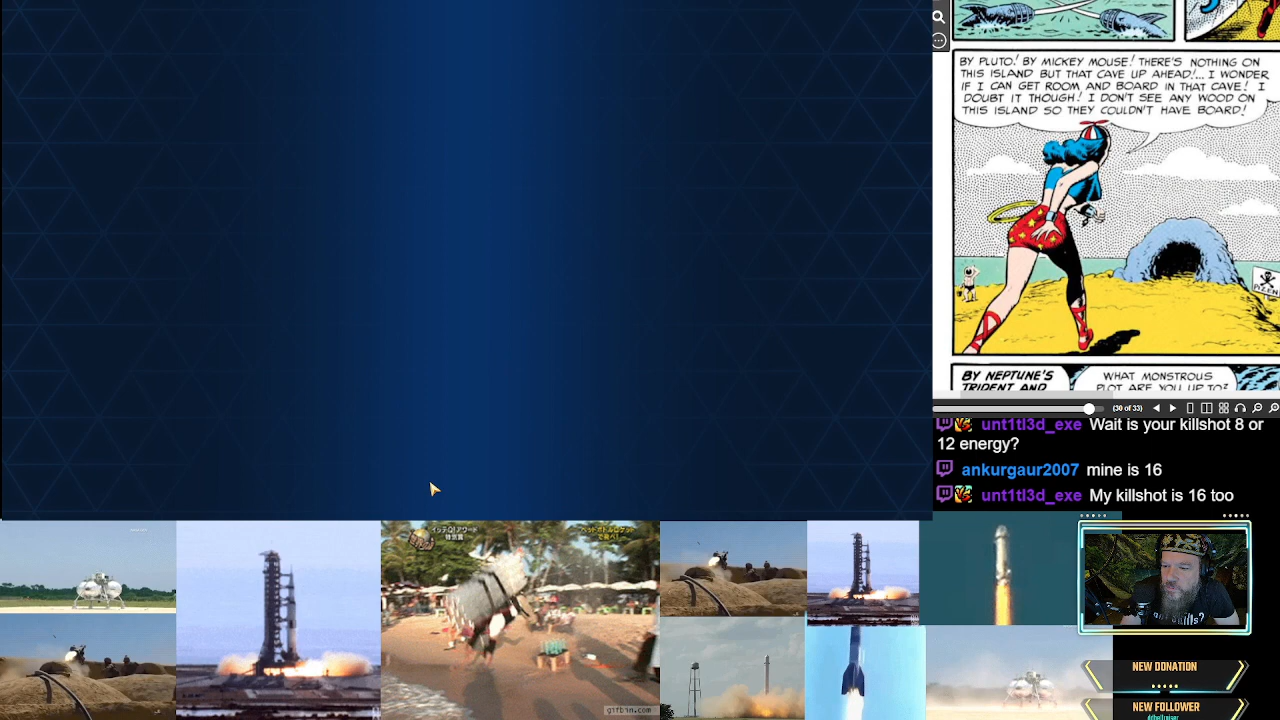 BY PLUTO! BY MICKEY MOUSE! THERE'S NOTHING ON
THIS ISLAND BUT THAT CAVE UP AHEAD!... I WONDER
IF I CAN GET ROOM AND BOARD IN THAT CAVE! I
DOUBT IT THOUGH! I DON'T SEE ANY WOOD ON
THIS ISLAND SO THEY COULDN'T HAVE BOARD!
BY NEPTUNE'S
TRIDENT AND
WHAT MONSTROUS
PLOT ARE YOU UP TO?
(30 of 33)
unt1tl3d_exe Wait is your killshot 8 or
12 energy?
ankurgaur2007 mine is 16
unt1tl3d_exe My killshot is 16 too
gifbin.com
NEW DONATION
NEW FOLLOWER